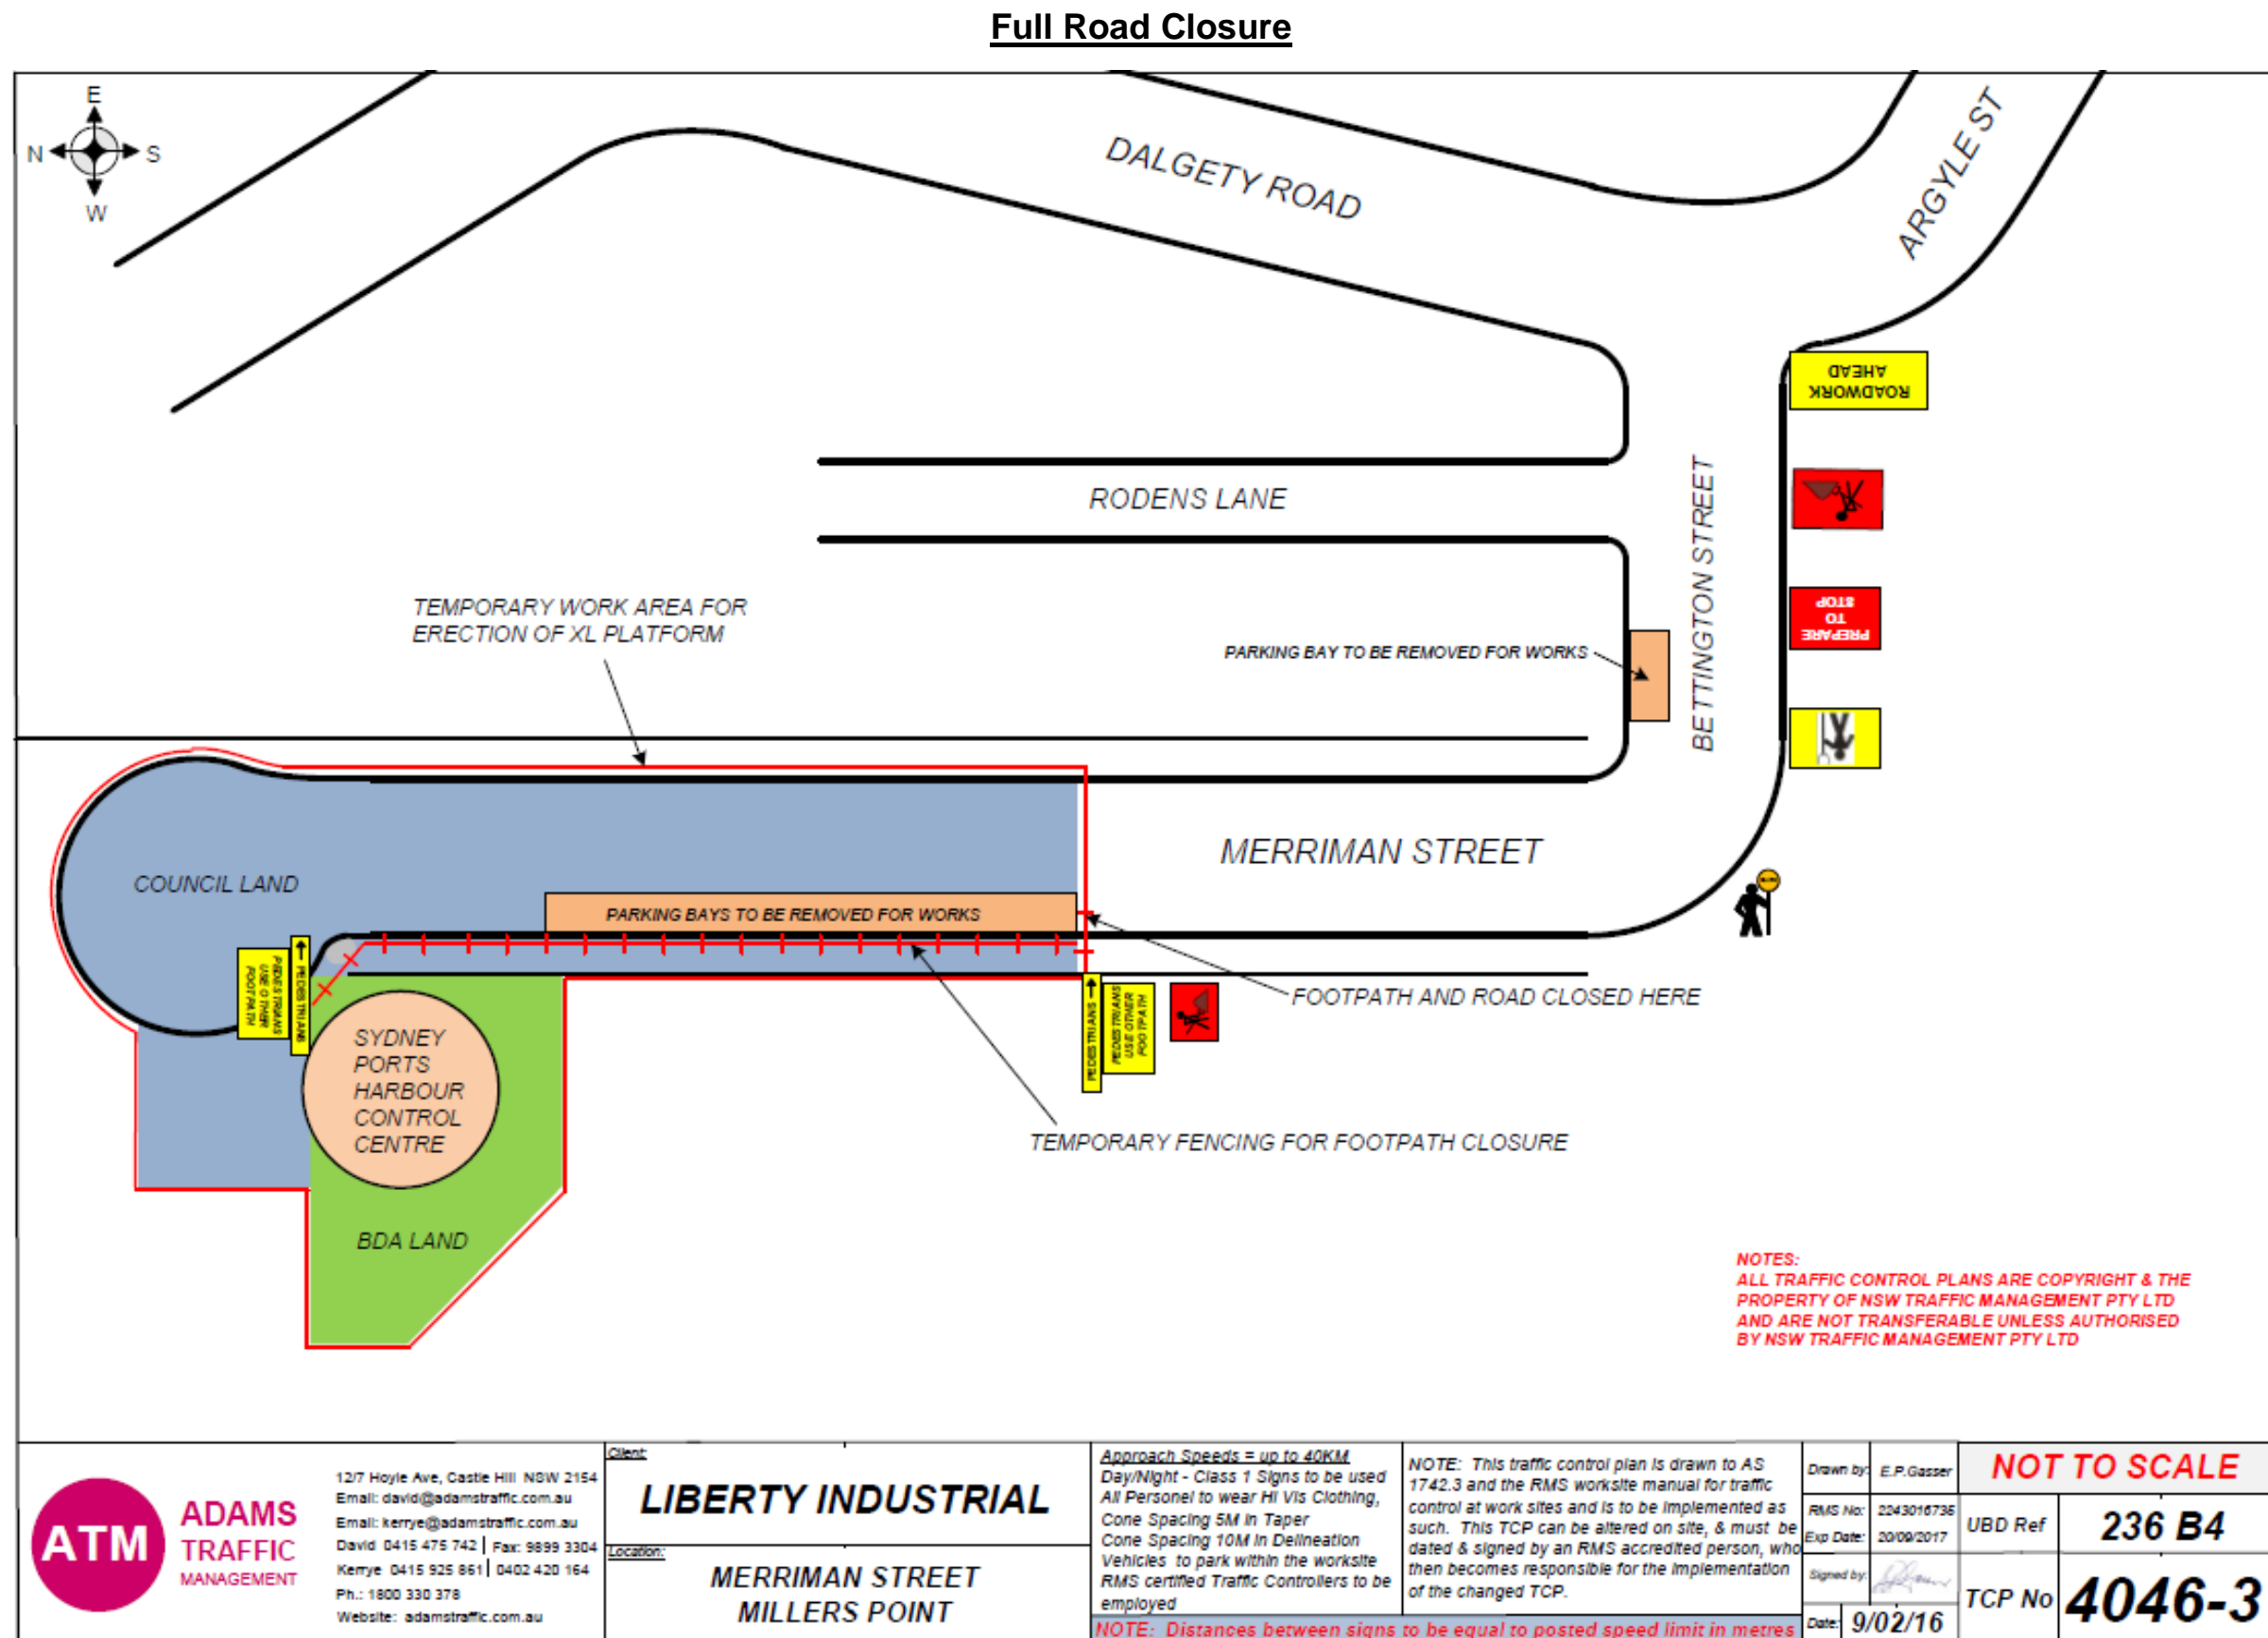 Full Road Closure
E
N
S
W
DALGETY ROAD
ARGYLE ST
ROADWORK
AHEAD
RODENS LANE
BETTINGTON STREET
PREPARE
TO
STOP
TEMPORARY WORK AREA FOR
ERECTION OF XL PLATFORM
PARKING BAY TO BE REMOVED FOR WORKS
MERRIMAN STREET
COUNCIL LAND
PARKING BAYS TO BE REMOVED FOR WORKS
PEDESTRIANS
USE OTHER
FOOTPATH
PEDESTRIANS
FOOTPATH AND ROAD CLOSED HERE
PEDESTRIANS
PEDESTRIANS
USE OTHER
FOOTPATH
SYDNEY
PORTS
HARBOUR
CONTROL
CENTRE
TEMPORARY FENCING FOR FOOTPATH CLOSURE
BDA LAND
NOTES:
ALL TRAFFIC CONTROL PLANS ARE COPYRIGHT & THE
PROPERTY OF NSW TRAFFIC MANAGEMENT PTY LTD
AND ARE NOT TRANSFERABLE UNLESS AUTHORISED
BY NSW TRAFFIC MANAGEMENT PTY LTD
ATM
ADAMS
TRAFFIC
MANAGEMENT
12/7 Hoyle Ave, Castle Hill NSW 2154
Email: david@adamstraffic.com.au
Email: kerrye@adamstraffic.com.au
David 0415 475 742 | Fax: 9899 3304
Kerrye 0415 925 861 | 0402 420 164
Ph.: 1800 330 378
Website: adamstraffic.com.au
Client:
LIBERTY INDUSTRIAL
Location:
MERRIMAN STREET
MILLERS POINT
Approach Speeds = up to 40KM
Day/Night - Class 1 Signs to be used
All Personel to wear Hi Vis Clothing,
Cone Spacing 5M in Taper
Cone Spacing 10M in Delineation
Vehicles to park within the worksite
RMS certified Traffic Controllers to be
employed
NOTE: This traffic control plan is drawn to AS
1742.3 and the RMS worksite manual for traffic
control at work sites and is to be implemented as
such. This TCP can be altered on site, & must be
dated & signed by an RMS accredited person, who
then becomes responsible for the implementation
of the changed TCP.
NOTE: Distances between signs to be equal to posted speed limit in metres
Drawn by: E.P.Gasser
RMS No: 2243016735
Exp Date: 20/09/2017
Signed by:
Date: 9/02/16
NOT TO SCALE
UBD Ref 236 B4
TCP No 4046-3